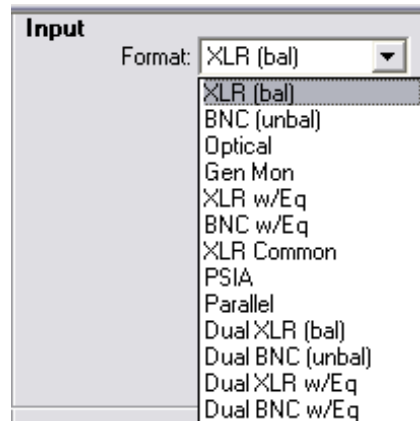 Input
Format: XLR (bal)
XLR (bal)
BNC (unbal)
Optical
Gen Mon
XLR w/Eq
BNC w/Eq
XLR Common
PSIA
Parallel
Dual XLR (bal)
Dual BNC (unbal)
Dual XLR w/Eq
Dual BNC w/Eq